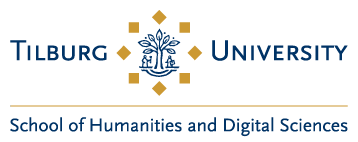 TILBURG UNIVERSITY
School of Humanities and Digital Sciences